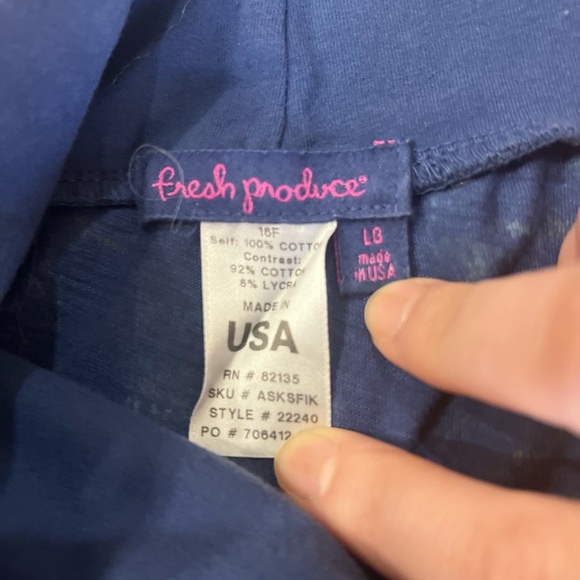 fresh produce
LG
made
in USA
16F
Self: 100% COTTO
Contrast:
92% COTTO
8% LYCRA
MADE IN
USA
RN # 82135
SKU # ASKSFIK
STYLE # 22240
PO # 706412